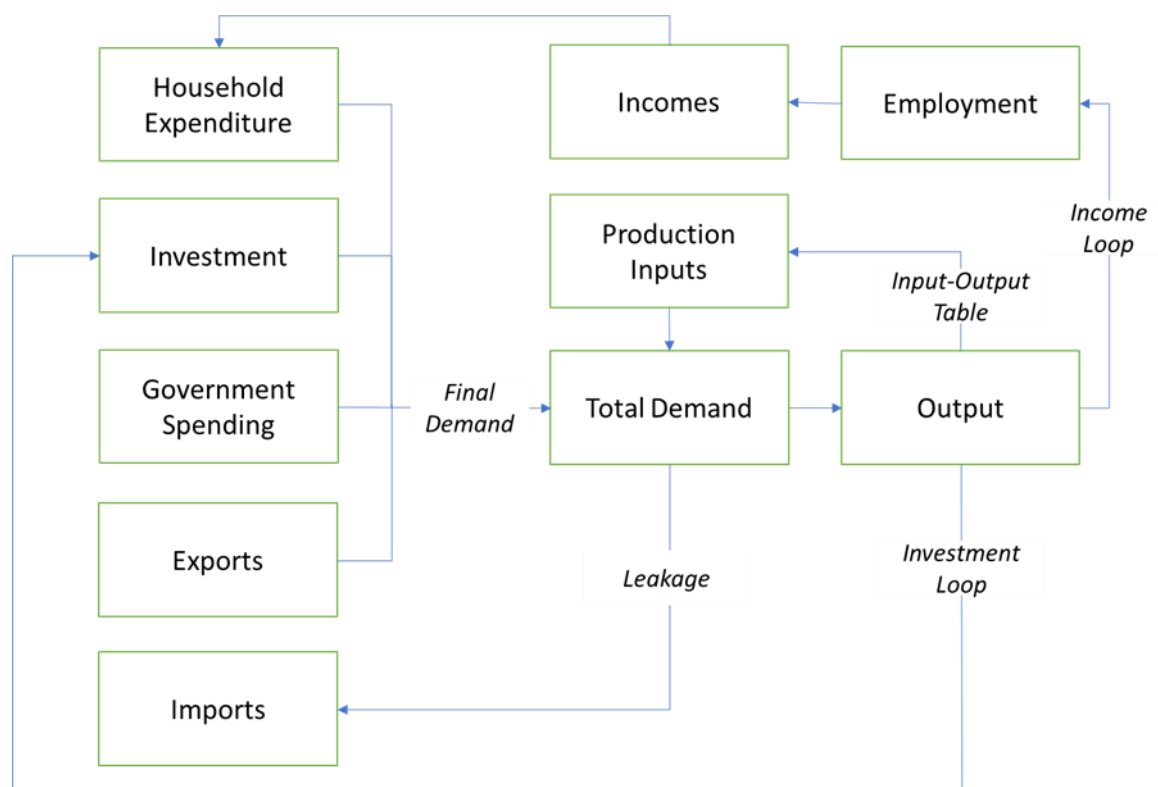 Household
Expenditure
Incomes
Employment
Investment
Production
Inputs
Income
Loop
Input-Output
Table
Government
Spending
Final
Demand
Total Demand
Output
Exports
Leakage
Investment
Loop
Imports